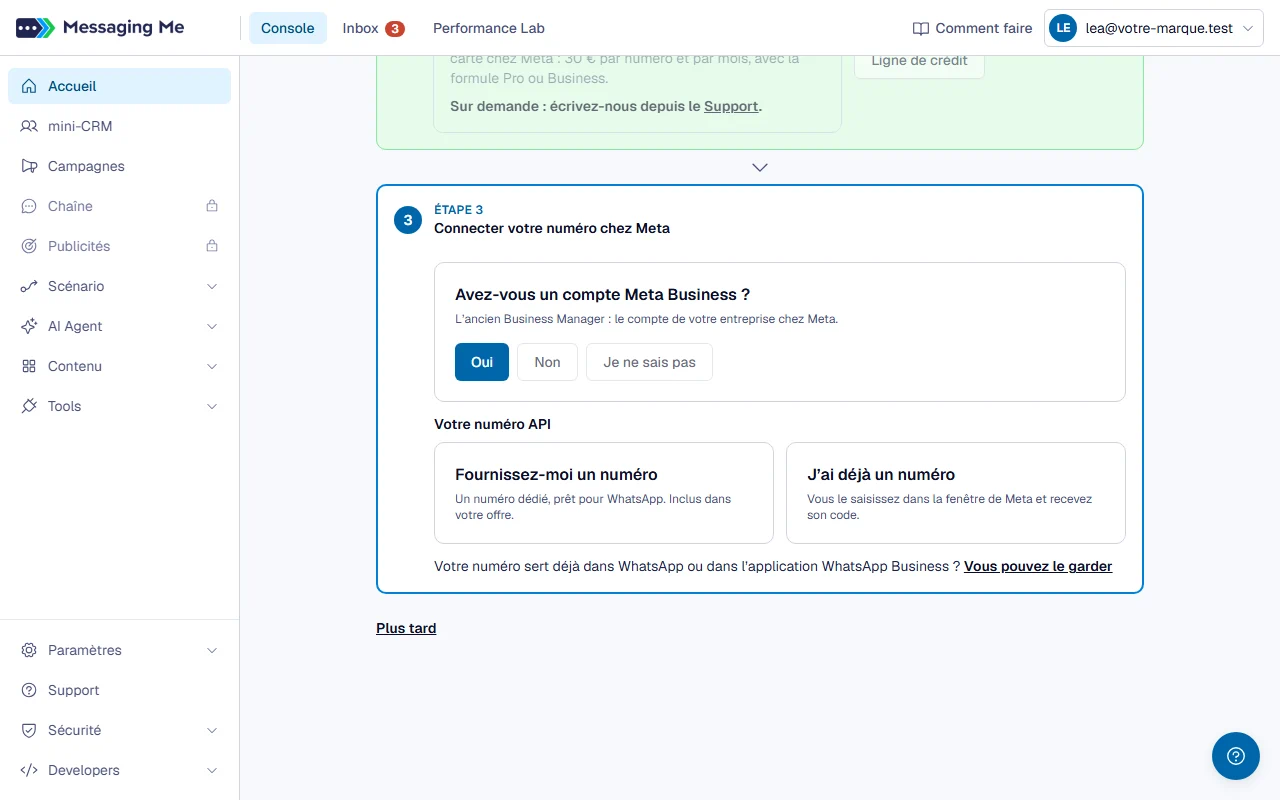 Messaging Me
Console
Inbox 3
Performance Lab
Comment faire
LE lea@votre-marque.test
Accueil
mini-CRM
Campagnes
Chaîne
Publicités
Scénario
AI Agent
Contenu
Tools
Paramètres
Support
Sécurité
Developers
carte chez Meta : 30 € par numéro et par mois, avec la
formule Pro ou Business.
Sur demande : écrivez-nous depuis le Support.
Ligne de crédit
3
ÉTAPE 3
Connecter votre numéro chez Meta
Avez-vous un compte Meta Business ?
L'ancien Business Manager : le compte de votre entreprise chez Meta.
Oui
Non
Je ne sais pas
Votre numéro API
Fournissez-moi un numéro
Un numéro dédié, prêt pour WhatsApp. Inclus dans
votre offre.
J'ai déjà un numéro
Vous le saisissez dans la fenêtre de Meta et recevez
son code.
Votre numéro sert déjà dans WhatsApp ou dans l'application WhatsApp Business ? Vous pouvez le garder
Plus tard